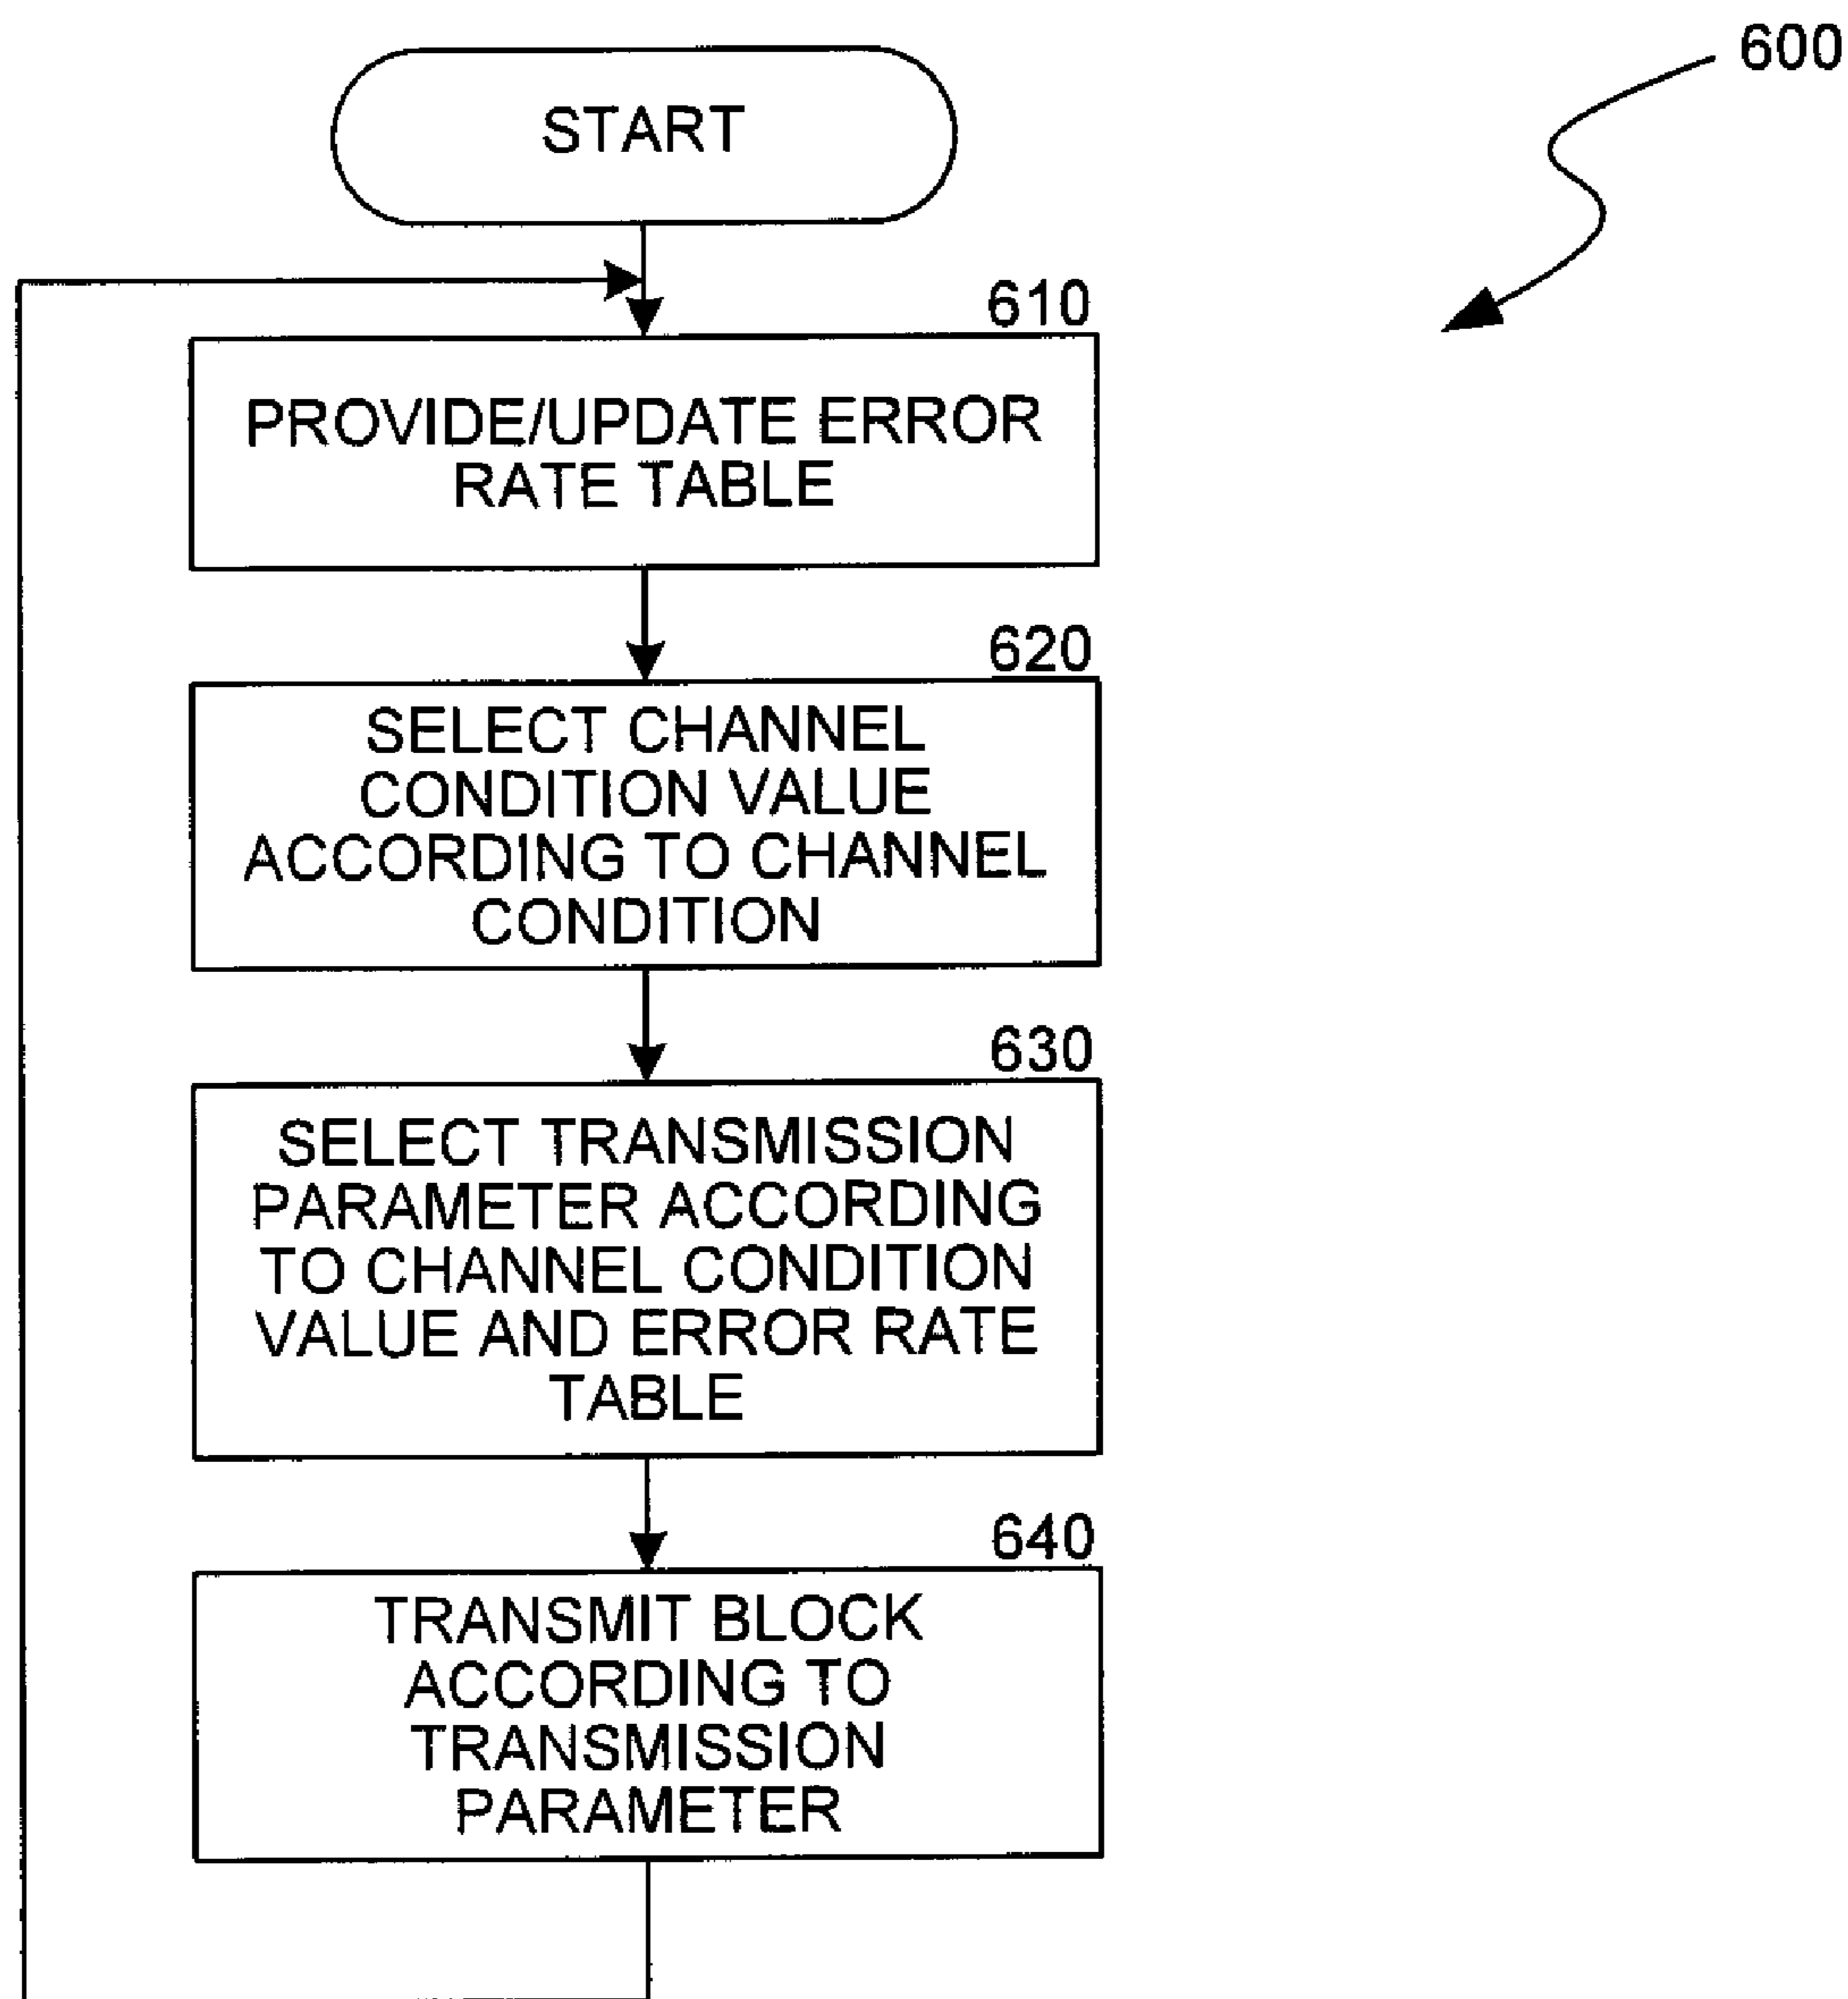 600
START
610
PROVIDE/UPDATE ERROR
RATE TABLE
620
SELECT CHANNEL
CONDITION VALUE
ACCORDING TO CHANNEL
CONDITION
630
SELECT TRANSMISSION
PARAMETER ACCORDING
TO CHANNEL CONDITION
VALUE AND ERROR RATE
TABLE
640
TRANSMIT BLOCK
ACCORDING TO
TRANSMISSION
PARAMETER